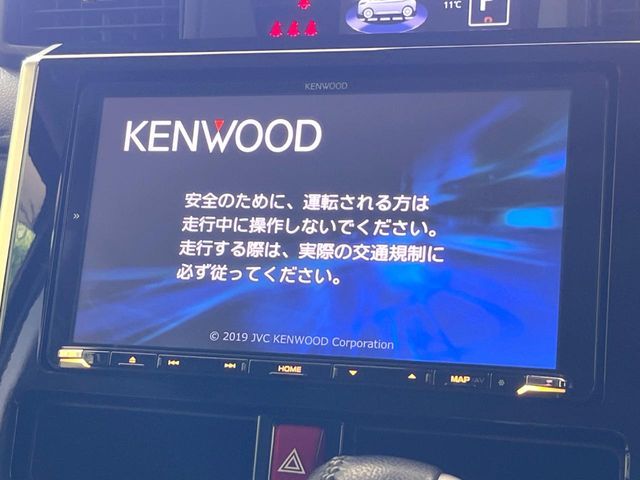 11℃
P
KENWOOD
KENWOOD
安全のために、運転される方は
走行中に操作しないでください。
走行する際は、実際の交通規制に
必ず従ってください。
© 2019 JVC KENWOOD Corporation
HOME
MAP AV